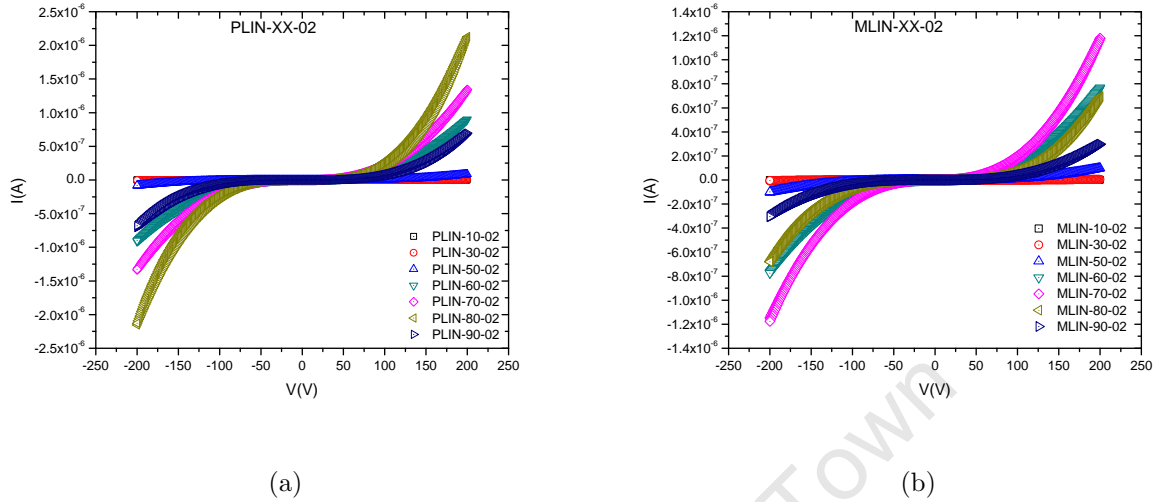 PLIN-XX-02
2.5x10⁻⁶
2.0x10⁻⁶
1.5x10⁻⁶
1.0x10⁻⁶
5.0x10⁻⁷
0.0
-5.0x10⁻⁷
-1.0x10⁻⁶
-1.5x10⁻⁶
-2.0x10⁻⁶
-2.5x10⁻⁶
I(A)
PLIN-10-02
PLIN-30-02
PLIN-50-02
PLIN-60-02
PLIN-70-02
PLIN-80-02
PLIN-90-02
-250 -200 -150 -100 -50 0 50 100 150 200 250
V(V)
(a)
MLIN-XX-02
1.4x10⁻⁶
1.2x10⁻⁶
1.0x10⁻⁶
8.0x10⁻⁷
6.0x10⁻⁷
4.0x10⁻⁷
2.0x10⁻⁷
0.0
-2.0x10⁻⁷
-4.0x10⁻⁷
-6.0x10⁻⁷
-8.0x10⁻⁷
-1.0x10⁻⁶
-1.2x10⁻⁶
-1.4x10⁻⁶
I(A)
MLIN-10-02
MLIN-30-02
MLIN-50-02
MLIN-60-02
MLIN-70-02
MLIN-80-02
MLIN-90-02
-250 -200 -150 -100 -50 0 50 100 150 200 250
V(V)
(b)
Town